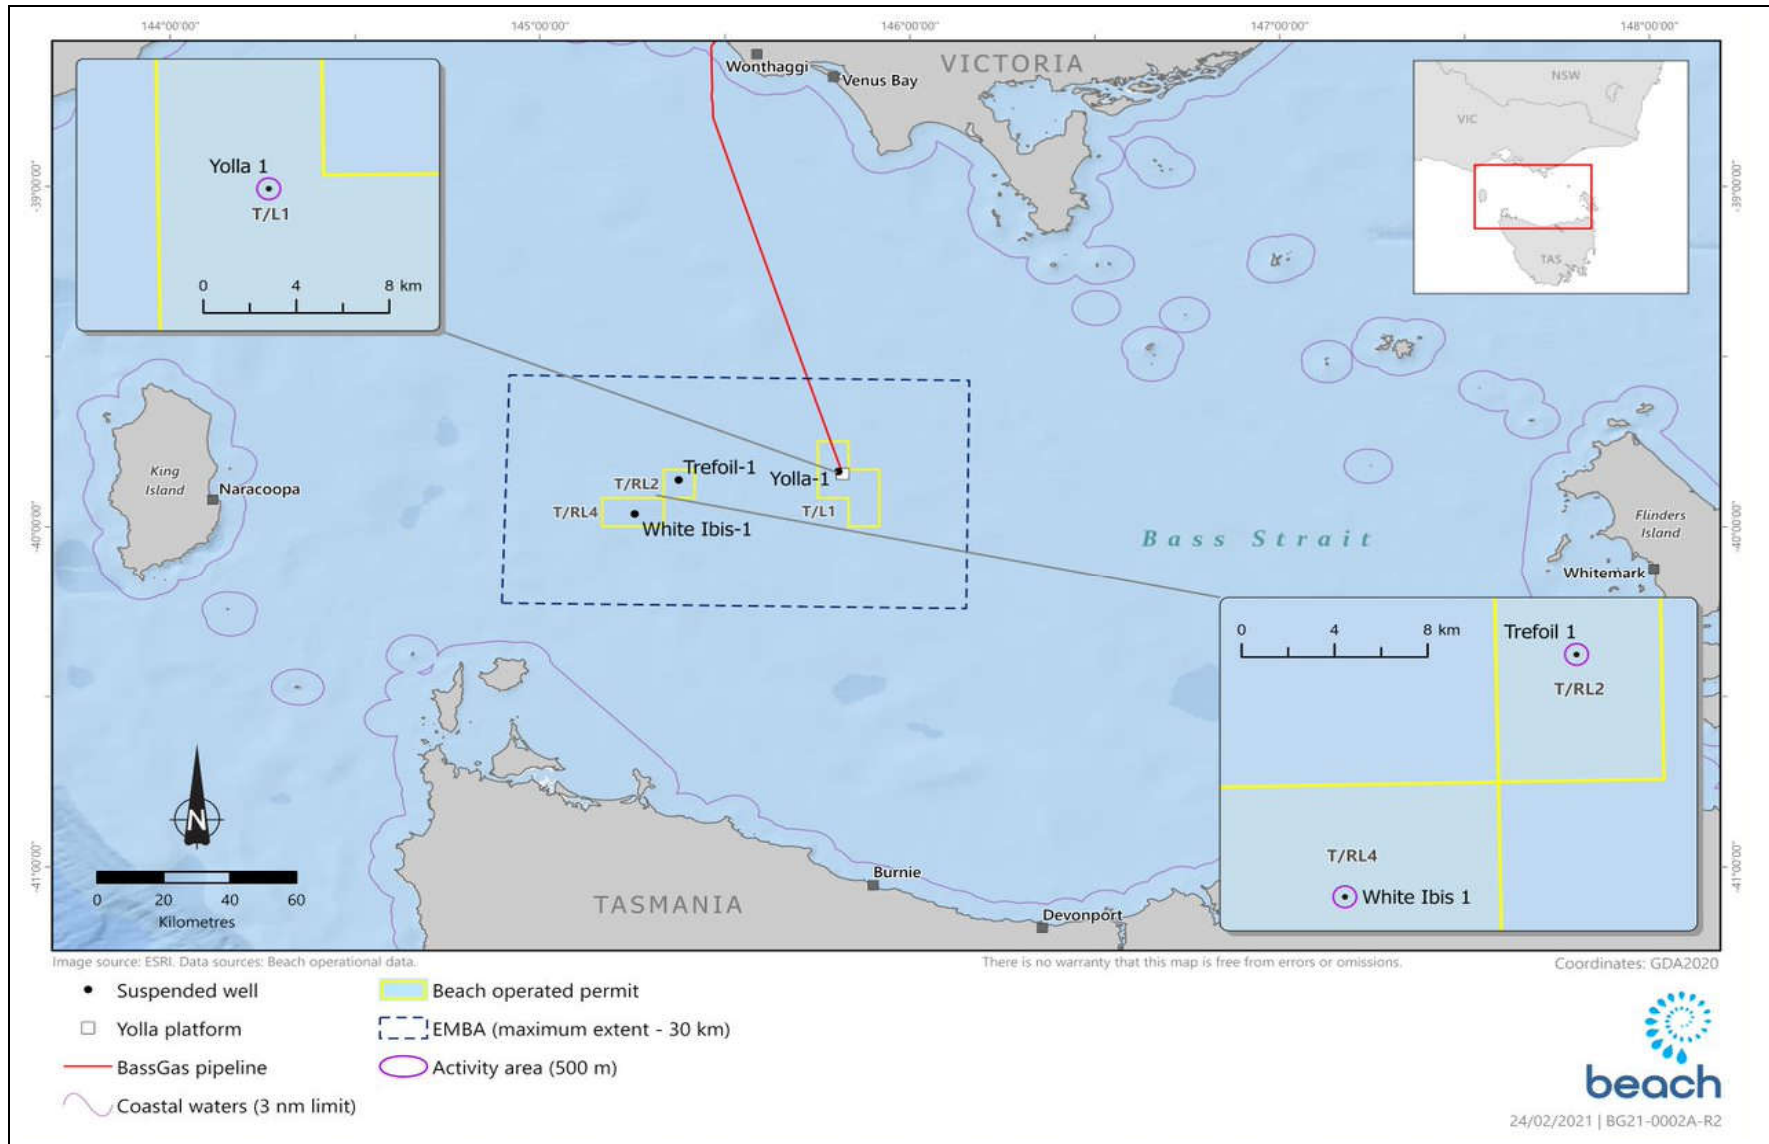 144°00'00" 145°00'00" 146°00'00" 147°00'00" 148°00'00"
Wonthaggi
VICTORIA
Venus Bay
NSW
VIC
TAS
Yolla 1
T/L1
0 4 8 km
-39°00'00"
-39°00'00"
King
Island
Naracoopa
T/RL2
Trefoil-1
T/RL4
White Ibis-1
Yolla-1
T/L1
Bass Strait
Flinders
Island
Whitemark
-40°00'00"
-40°00'00"
0 4 8 km
Trefoil 1
T/RL2
T/RL4
White Ibis 1
N
0 20 40 60
Kilometres
TASMANIA
Burnie
Devonport
-41°00'00"
-41°00'00"
Image source: ESRI. Data sources: Beach operational data.
There is no warranty that this map is free from errors or omissions.
Coordinates: GDA2020
Suspended well
Yolla platform
BassGas pipeline
Coastal waters (3 nm limit)
Beach operated permit
EMBA (maximum extent - 30 km)
Activity area (500 m)
beach
24/02/2021 | BG21-0002A-R2